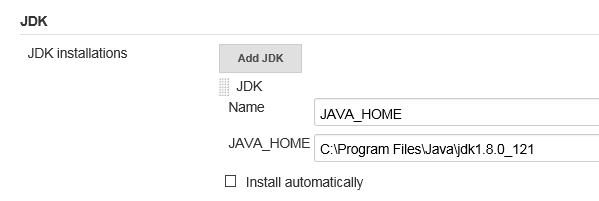 JDK
JDK installations
Add JDK
JDK
Name
JAVA_HOME
JAVA_HOME
C:\Program Files\Java\jdk1.8.0_121
Install automatically